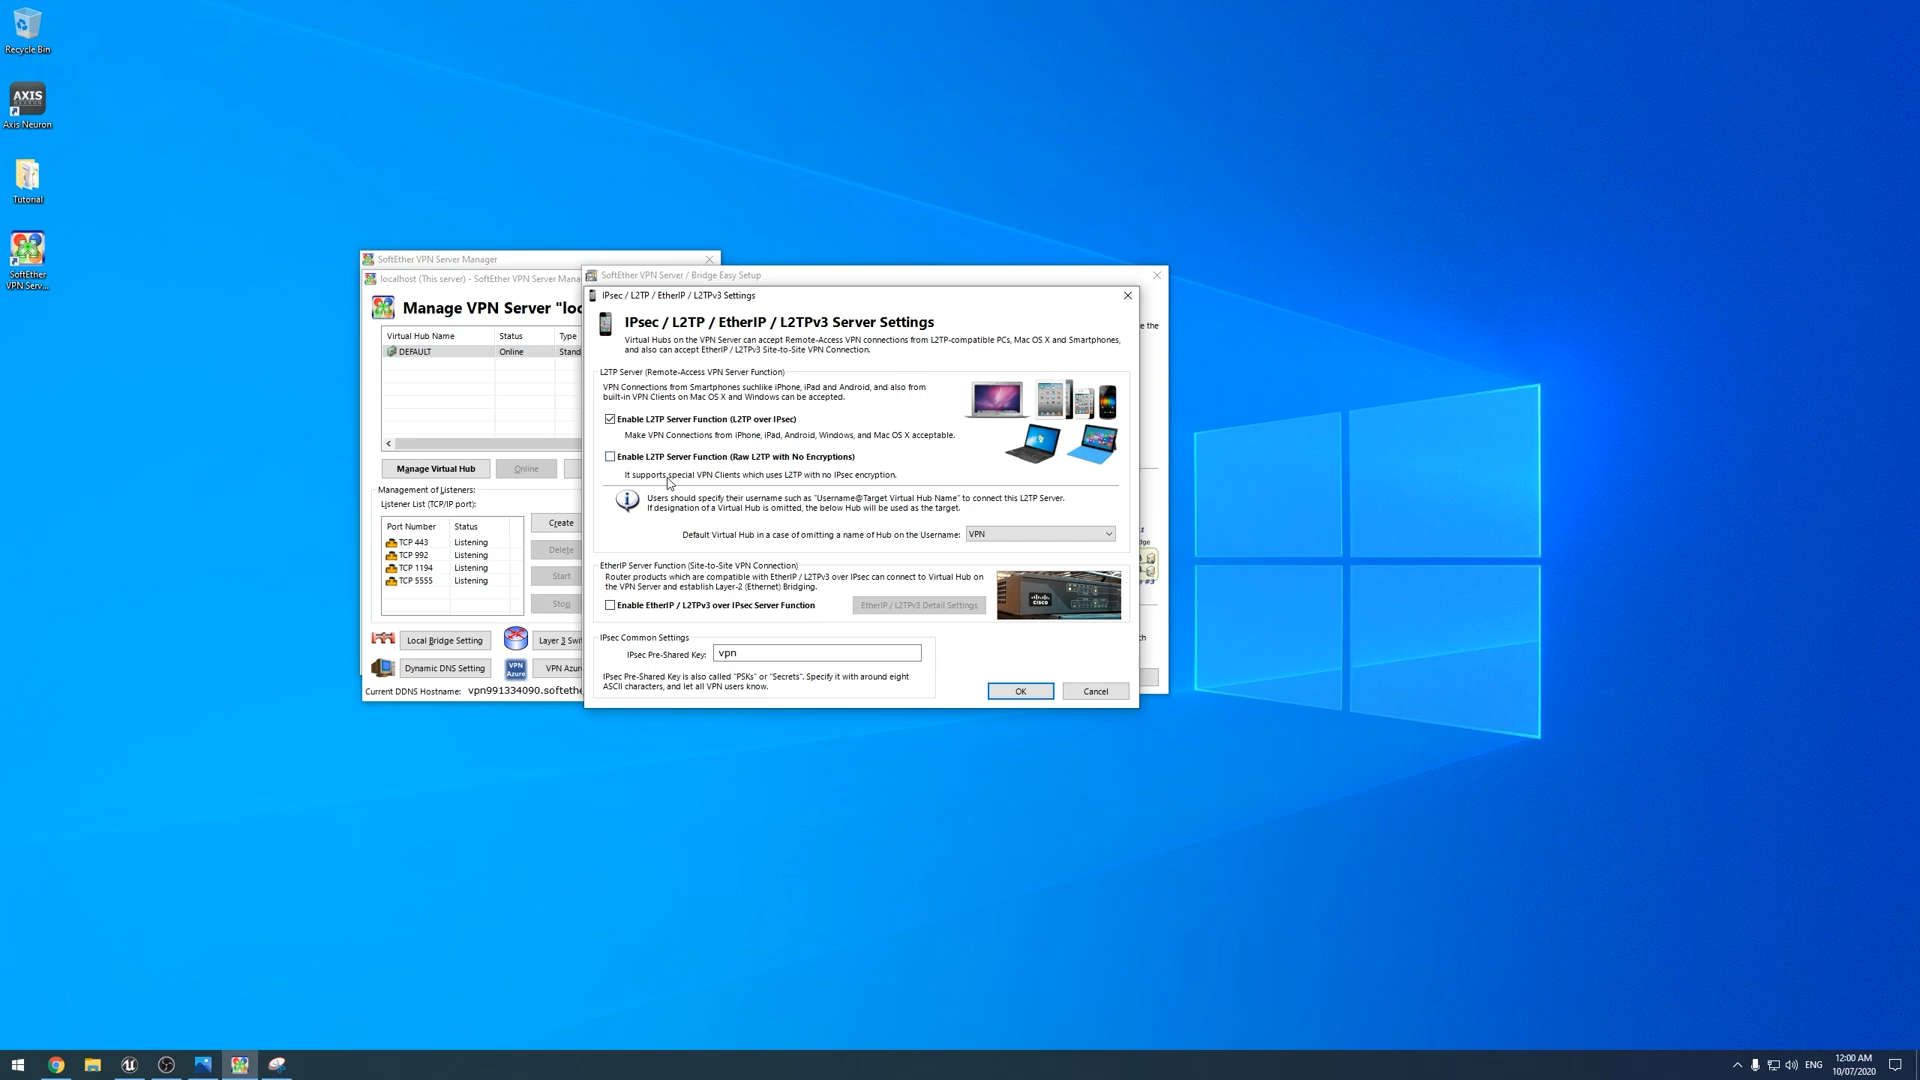 Recycle Bin
AXIS
NEURON
Axis Neuron
Tutorial
SoftEther
VPN Serv...
SoftEther VPN Server Manager
localhost (This server) - SoftEther VPN Server Mana
Manage VPN Server "loc
Virtual Hub Name Status Type
DEFAULT Online Stand
Manage Virtual Hub Online
Management of Listeners:
Listener List (TCP/IP port):
Port Number Status
TCP 443 Listening
TCP 992 Listening
TCP 1194 Listening
TCP 5555 Listening
Create
Delete
Start
Stop
Local Bridge Setting Layer 3 Swi
Dynamic DNS Setting VPN Azure VPN Azur
Current DDNS Hostname: vpn991334090.softethe
SoftEther VPN Server / Bridge Easy Setup
e the
dge
#3
ch
IPsec / L2TP / EtherIP / L2TPv3 Settings
IPsec / L2TP / EtherIP / L2TPv3 Server Settings
Virtual Hubs on the VPN Server can accept Remote-Access VPN connections from L2TP-compatible PCs, Mac OS X and Smartphones,
and also can accept EtherIP / L2TPv3 Site-to-Site VPN Connection.
L2TP Server (Remote-Access VPN Server Function)
VPN Connections from Smartphones suchlike iPhone, iPad and Android, and also from
built-in VPN Clients on Mac OS X and Windows can be accepted.
Enable L2TP Server Function (L2TP over IPsec)
Make VPN Connections from iPhone, iPad, Android, Windows, and Mac OS X acceptable.
Enable L2TP Server Function (Raw L2TP with No Encryptions)
It supports special VPN Clients which uses L2TP with no IPsec encryption.
Users should specify their username such as "Username@Target Virtual Hub Name" to connect this L2TP Server.
If designation of a Virtual Hub is omitted, the below Hub will be used as the target.
Default Virtual Hub in a case of omitting a name of Hub on the Username: VPN
EtherIP Server Function (Site-to-Site VPN Connection)
Router products which are compatible with EtherIP / L2TPv3 over IPsec can connect to Virtual Hub on
the VPN Server and establish Layer-2 (Ethernet) Bridging.
Enable EtherIP / L2TPv3 over IPsec Server Function EtherIP / L2TPv3 Detail Settings
CISCO
IPsec Common Settings
IPsec Pre-Shared Key: vpn
IPsec Pre-Shared Key is also called "PSKs" or "Secrets". Specify it with around eight
ASCII characters, and let all VPN users know.
OK Cancel
ENG
12:00 AM
10/07/2020